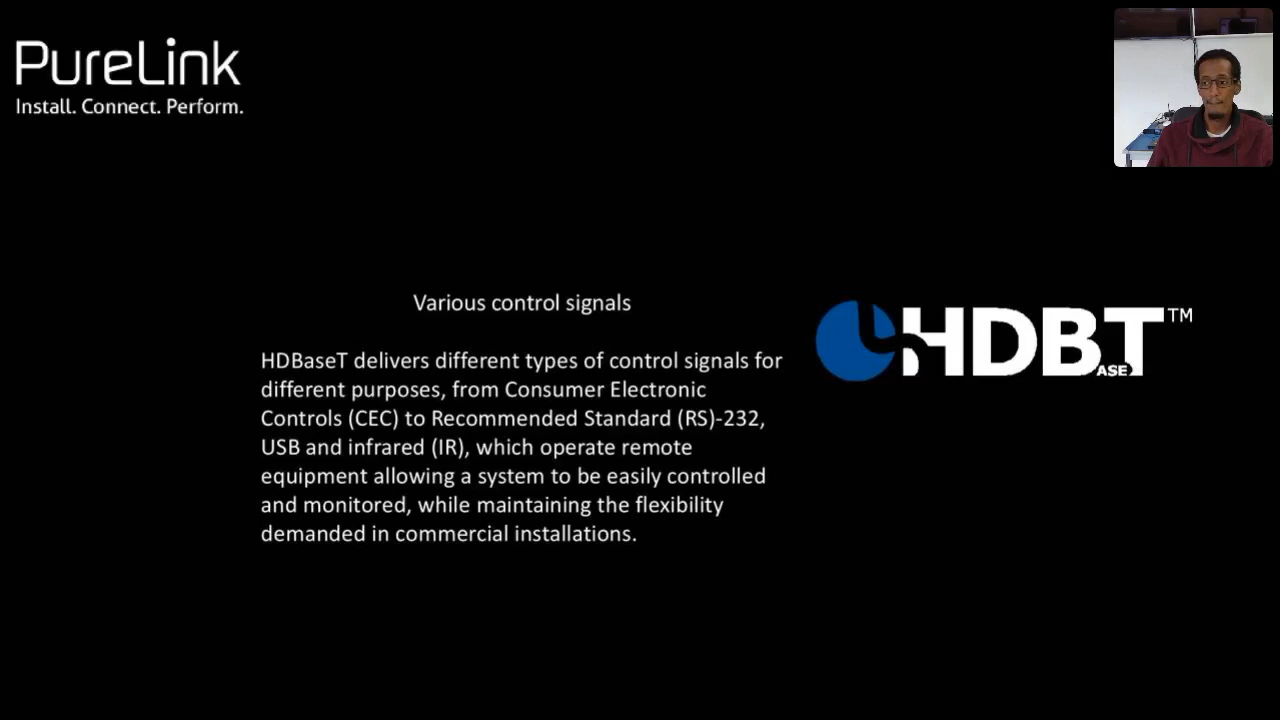 PureLink
Install. Connect. Perform.
Various control signals
HDBaseT delivers different types of control signals for
different purposes, from Consumer Electronic
Controls (CEC) to Recommended Standard (RS)-232,
USB and infrared (IR), which operate remote
equipment allowing a system to be easily controlled
and monitored, while maintaining the flexibility
demanded in commercial installations.
HDBASET™